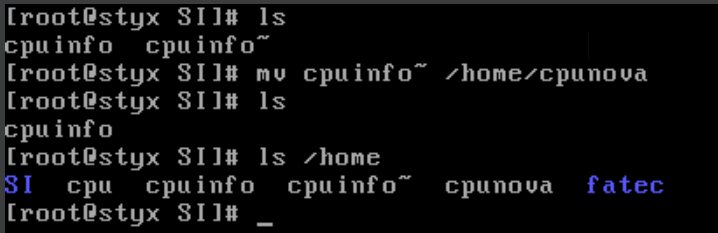 [root@styx SI]# ls
cpuinfo cpuinfo~
[root@styx SI]# mv cpuinfo~ /home/cpunova
[root@styx SI]# ls
cpuinfo
[root@styx SI]# ls /home
SI cpu cpuinfo cpuinfo~ cpunova fatec
[root@styx SI]# _